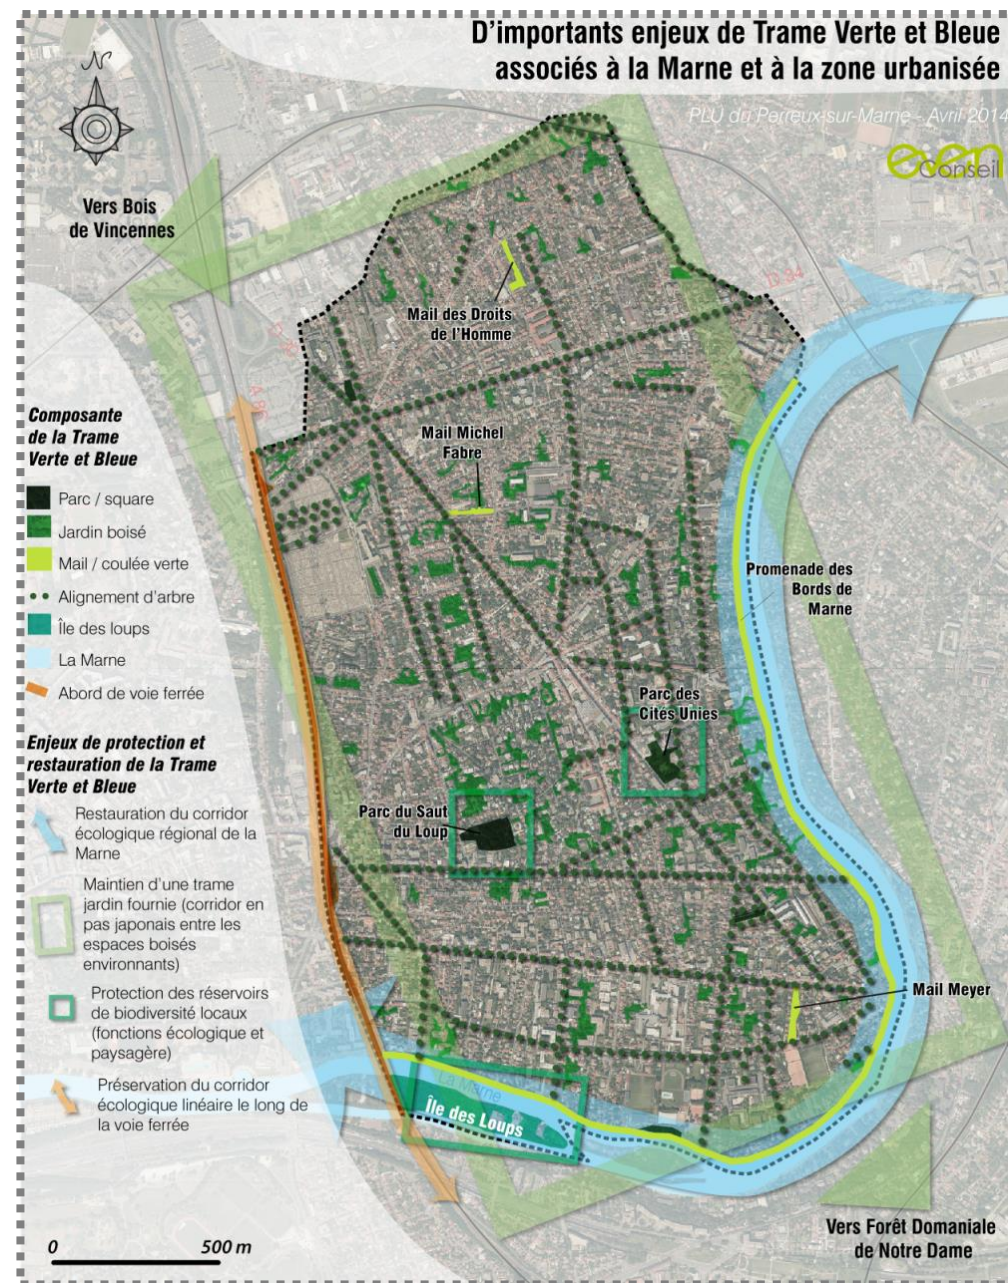 D'importants enjeux de Trame Verte et Bleue
associés à la Marne et à la zone urbanisée
PLU du Perreux-sur-Marne - Avril 2014
even
Conseil
N
Vers Bois
de Vincennes
Mail des Droits
de l'Homme
Mail Michel
Fabre
Promenade des
Bords de
Marne
Parc des
Cités Unies
Parc du Saut
du Loup
Mail Meyer
La Marne
Île des Loups
Vers Forêt Domaniale
de Notre Dame
Composante
de la Trame
Verte et Bleue
Parc / square
Jardin boisé
Mail / coulée verte
Alignement d'arbre
Île des loups
La Marne
Abord de voie ferrée
Enjeux de protection et
restauration de la Trame
Verte et Bleue
Restauration du corridor
écologique régional de la
Marne
Maintien d'une trame
jardin fournie (corridor en
pas japonais entre les
espaces boisés
environnants)
Protection des réservoirs
de biodiversité locaux
(fonctions écologique et
paysagère)
Préservation du corridor
écologique linéaire le long de
la voie ferrée
0 500 m